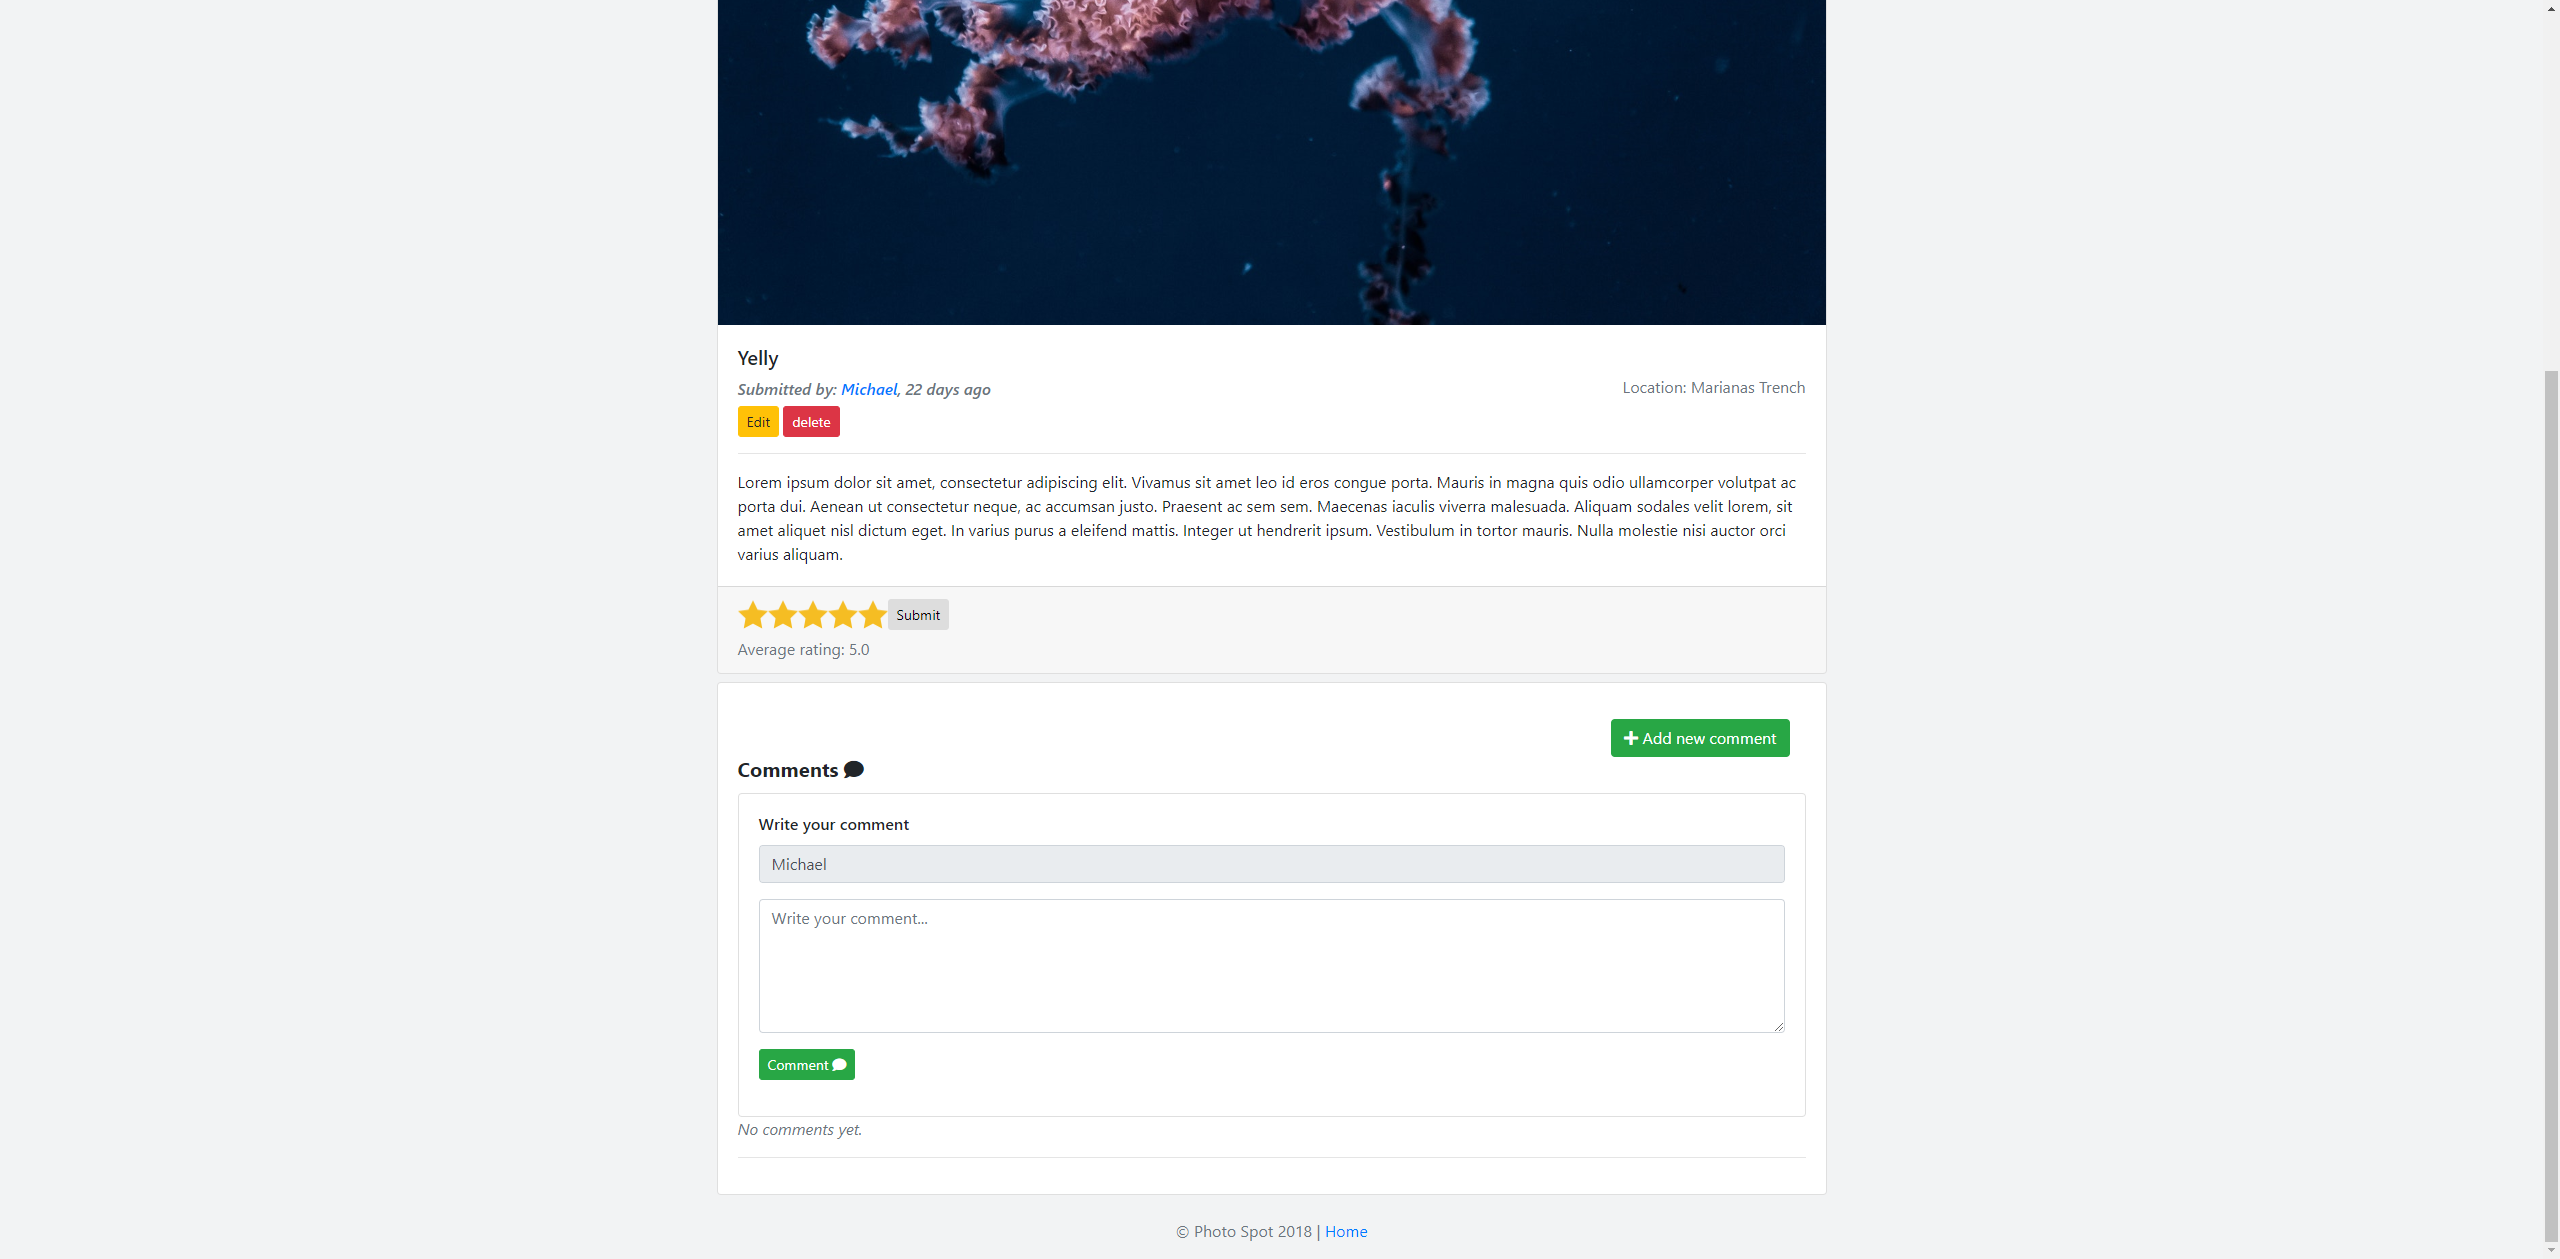 Yelly
Submitted by: Michael, 22 days ago
Location: Marianas Trench
Edit
delete
Lorem ipsum dolor sit amet, consectetur adipiscing elit. Vivamus sit amet leo id eros congue porta. Mauris in magna quis odio ullamcorper volutpat ac
porta dui. Aenean ut consectetur neque, ac accumsan justo. Praesent ac sem sem. Maecenas iaculis viverra malesuada. Aliquam sodales velit lorem, sit
amet aliquet nisl dictum eget. In varius purus a eleifend mattis. Integer ut hendrerit ipsum. Vestibulum in tortor mauris. Nulla molestie nisi auctor orci
varius aliquam.
Submit
Average rating: 5.0
Add new comment
Comments
Write your comment
Michael
Write your comment...
Comment
No comments yet.
© Photo Spot 2018 | Home